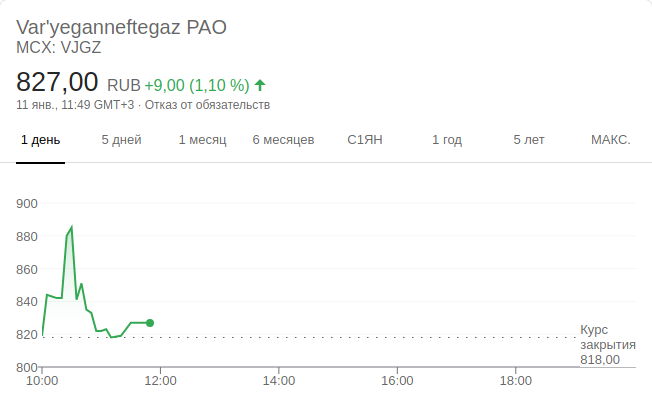 Var'yeganneftegaz PAO
MCX: VJGZ
827,00 RUB +9,00 (1,10 %)
11 янв., 11:49 GMT+3 · Отказ от обязательств
1 день 5 дней 1 месяц 6 месяцев С1ЯН 1 год 5 лет МАКС.
900
880
860
840
820
800
Курс
закрытия
818,00
10:00 12:00 14:00 16:00 18:00